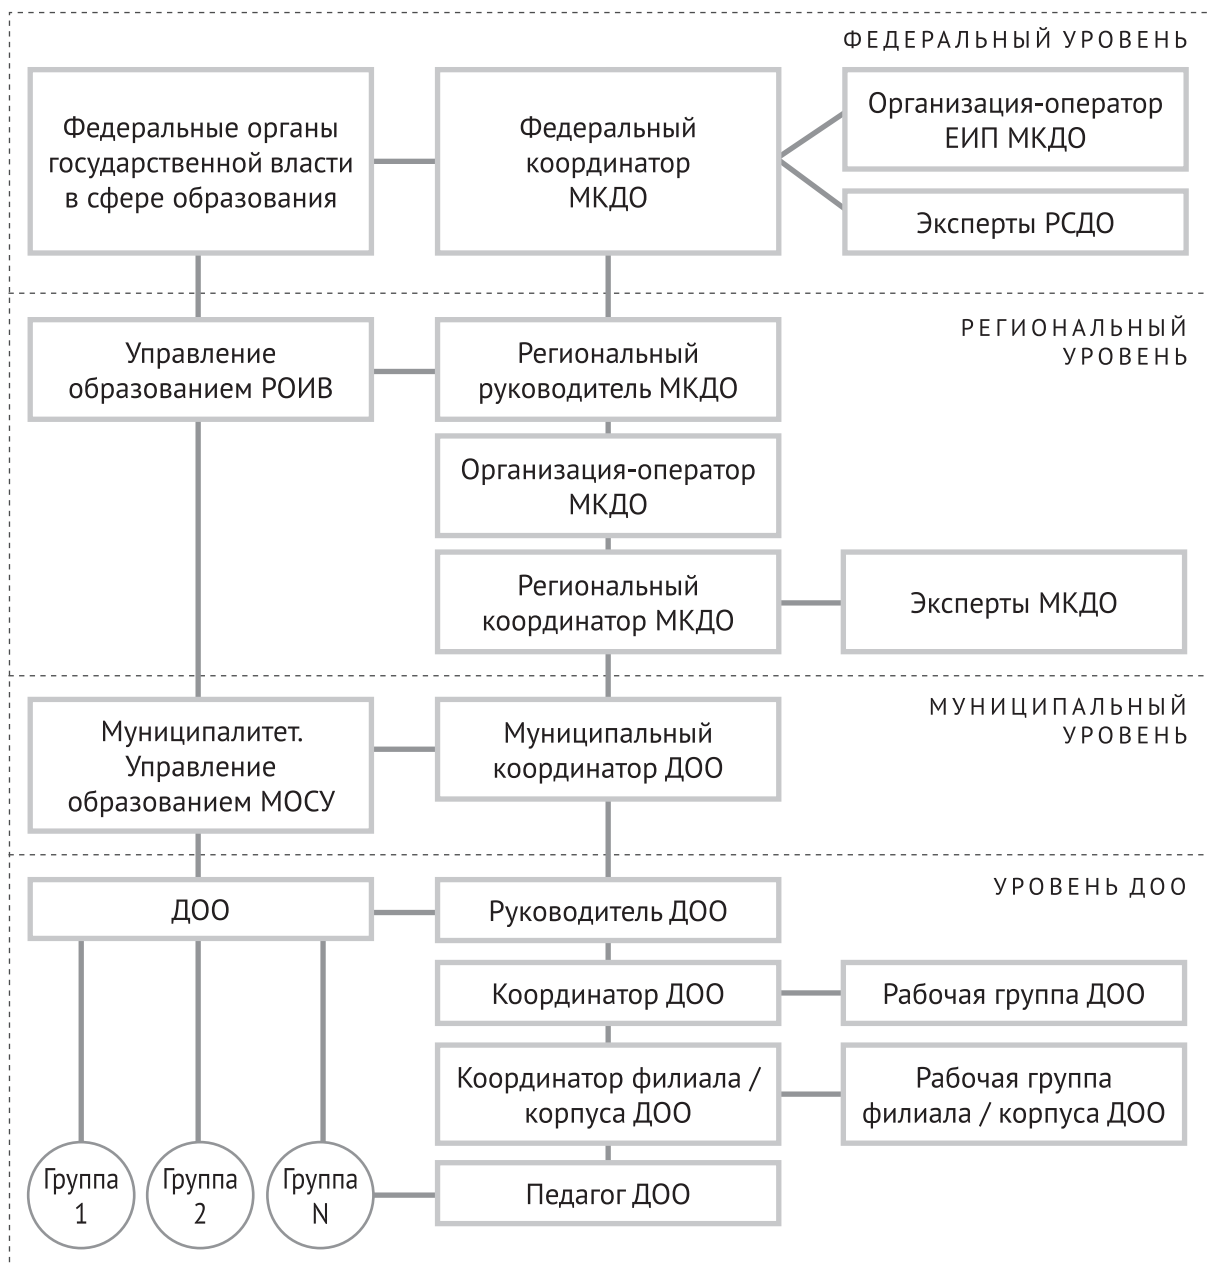 ФЕДЕРАЛЬНЫЙ УРОВЕНЬ
Федеральные органы
государственной власти
в сфере образования
Федеральный
координатор
МКДО
Организация-оператор
ЕИП МКДО
Эксперты РСДО
РЕГИОНАЛЬНЫЙ
УРОВЕНЬ
Управление
образованием РОИВ
Региональный
руководитель МКДО
Организация-оператор
МКДО
Региональный
координатор МКДО
Эксперты МКДО
МУНИЦИПАЛЬНЫЙ
УРОВЕНЬ
Муниципалитет.
Управление
образованием МОСУ
Муниципальный
координатор ДОО
УРОВЕНЬ ДОО
ДОО
Руководитель ДОО
Координатор ДОО
Рабочая группа ДОО
Координатор филиала /
корпуса ДОО
Рабочая группа
филиала / корпуса ДОО
Группа
1
Группа
2
Группа
N
Педагог ДОО